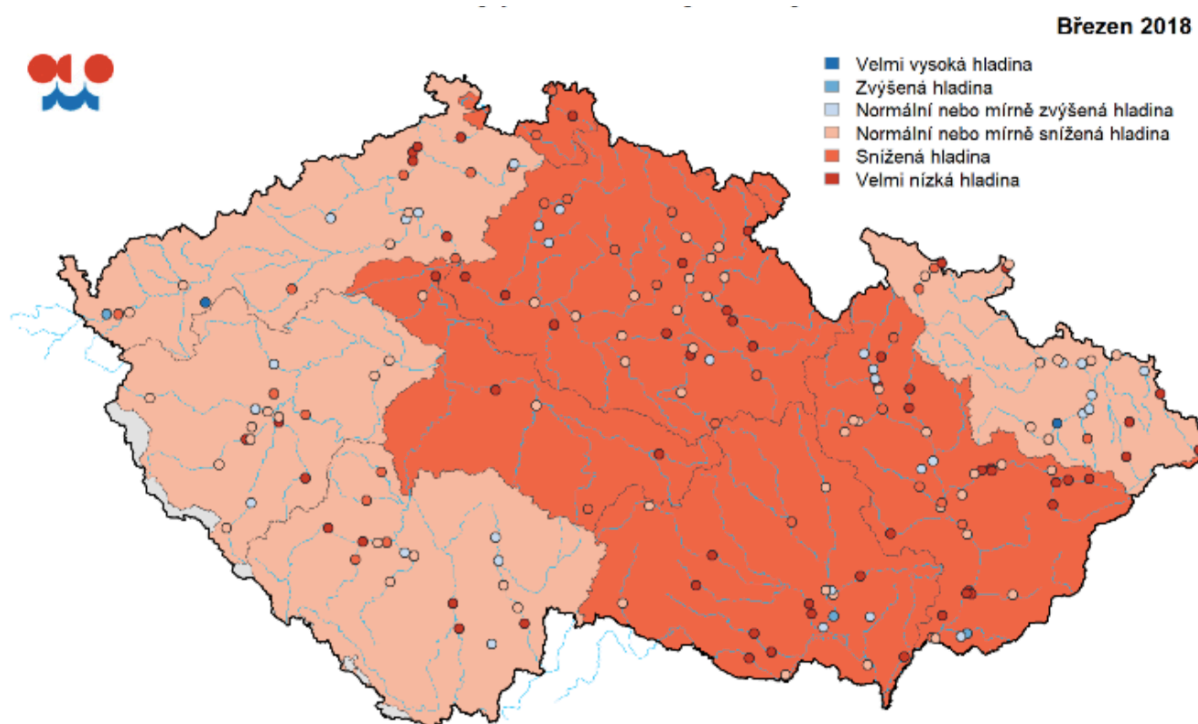 Březen 2018
Velmi vysoká hladina
Zvýšená hladina
Normální nebo mírně zvýšená hladina
Normální nebo mírně snížená hladina
Snížená hladina
Velmi nízká hladina